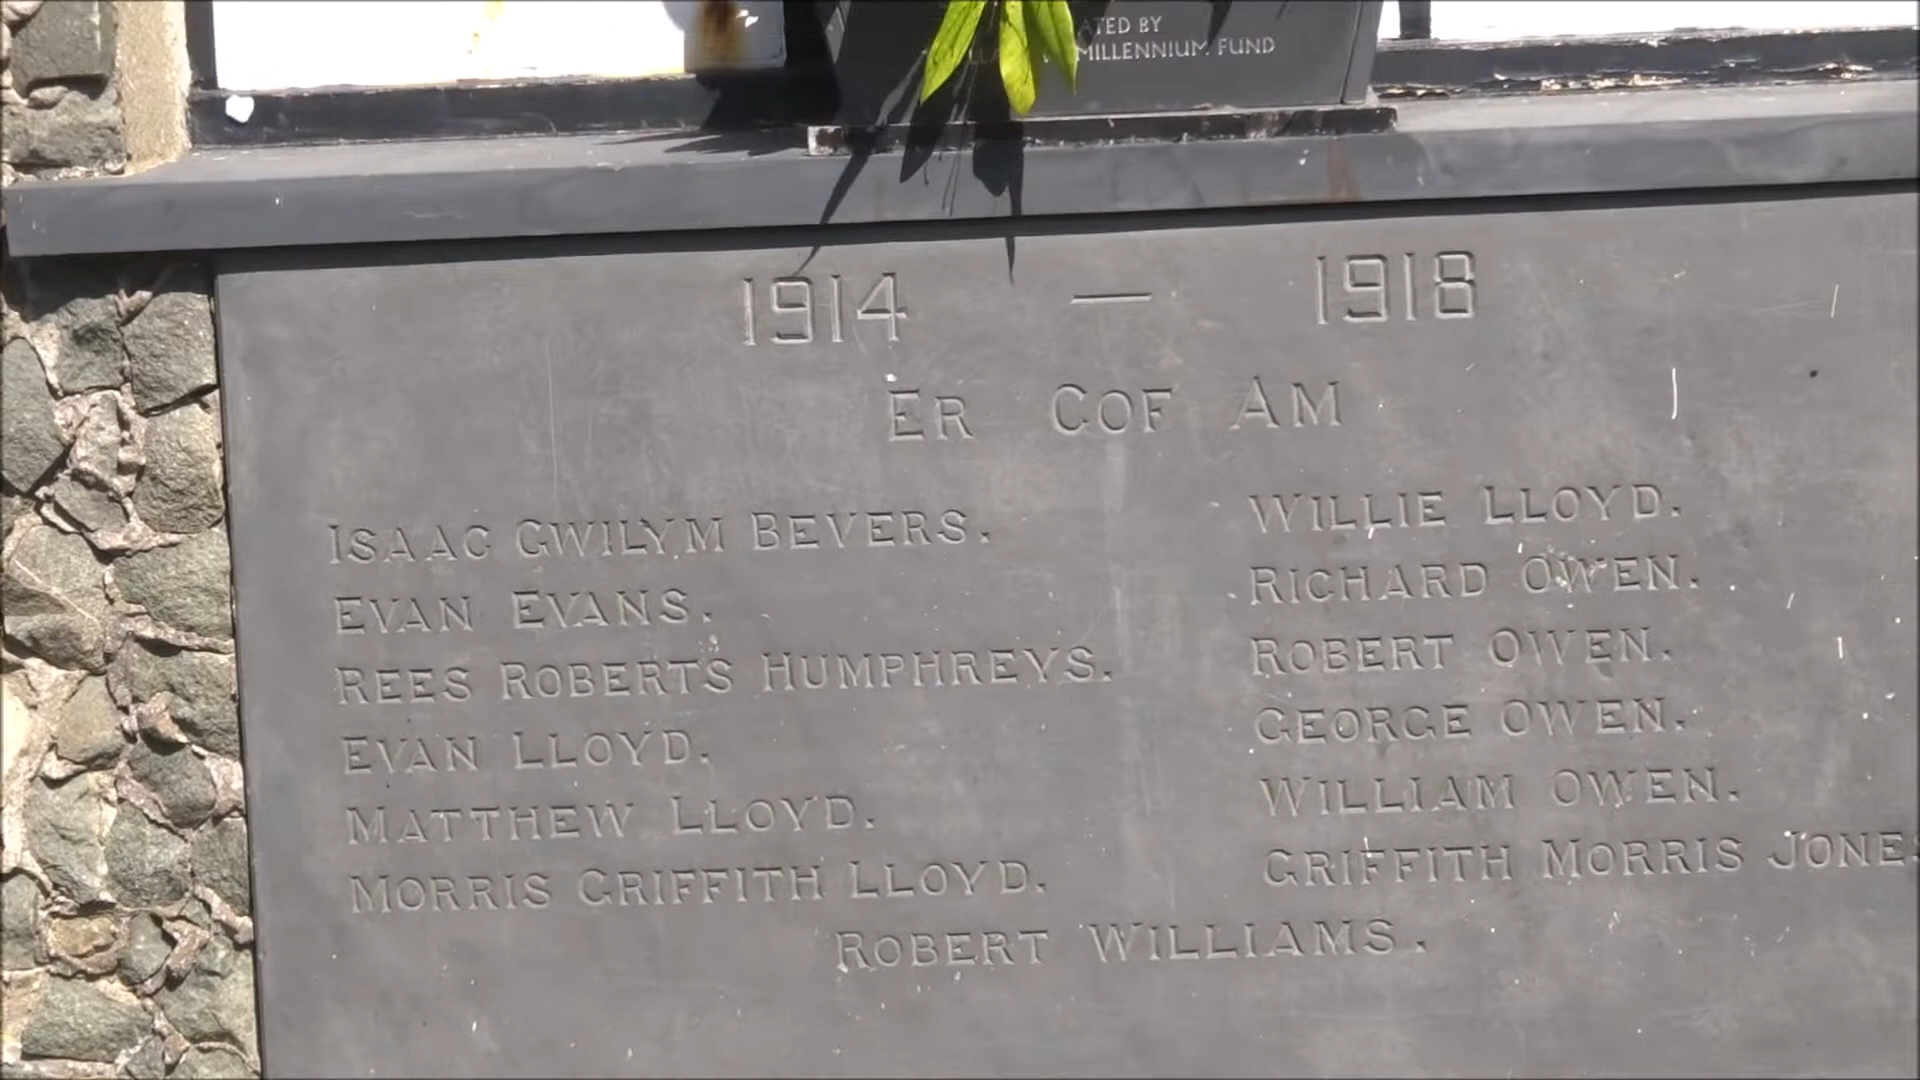 ATED BY
MILLENNIUM FUND
1914 — 1918
ER COF AM
ISAAC GWILYM BEVERS.
EVAN EVANS.
REES ROBERTS HUMPHREYS.
EVAN LLOYD.
MATTHEW LLOYD.
MORRIS GRIFFITH LLOYD.
WILLIE LLOYD.
RICHARD OWEN.
ROBERT OWEN.
GEORGE OWEN.
WILLIAM OWEN.
GRIFFITH MORRIS JONES
ROBERT WILLIAMS.